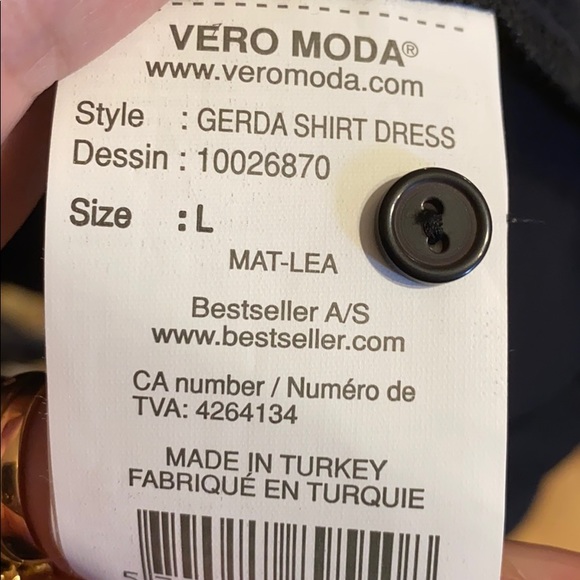 VERO MODA®
www.veromoda.com
Style : GERDA SHIRT DRESS
Dessin : 10026870
Size : L
MAT-LEA
Bestseller A/S
www.bestseller.com
CA number / Numéro de
TVA: 4264134
MADE IN TURKEY
FABRIQUÉ EN TURQUIE